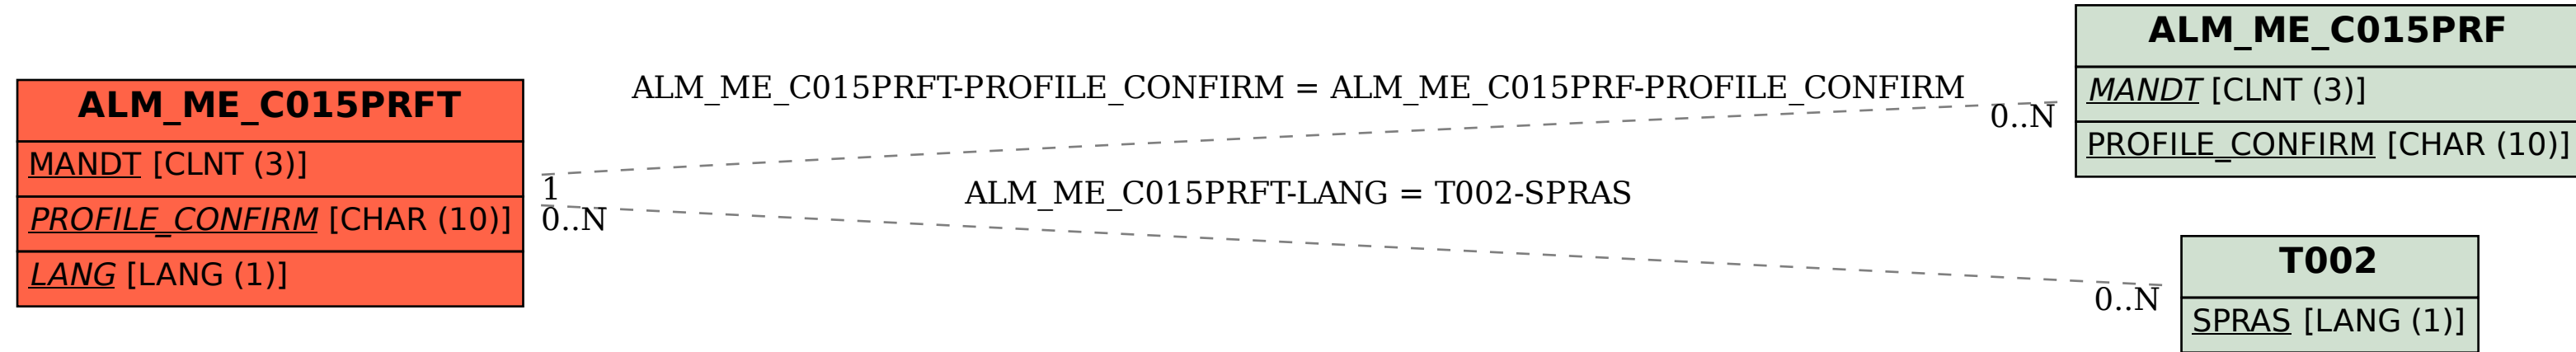 ALM_ME_C015PRFT
MANDT [CLNT (3)]
PROFILE_CONFIRM [CHAR (10)]
LANG [LANG (1)]
ALM_ME_C015PRFT-PROFILE_CONFIRM = ALM_ME_C015PRF-PROFILE_CONFIRM
1
0..N
ALM_ME_C015PRFT-LANG = T002-SPRAS
0..N
0..N
ALM_ME_C015PRF
MANDT [CLNT (3)]
PROFILE_CONFIRM [CHAR (10)]
T002
SPRAS [LANG (1)]